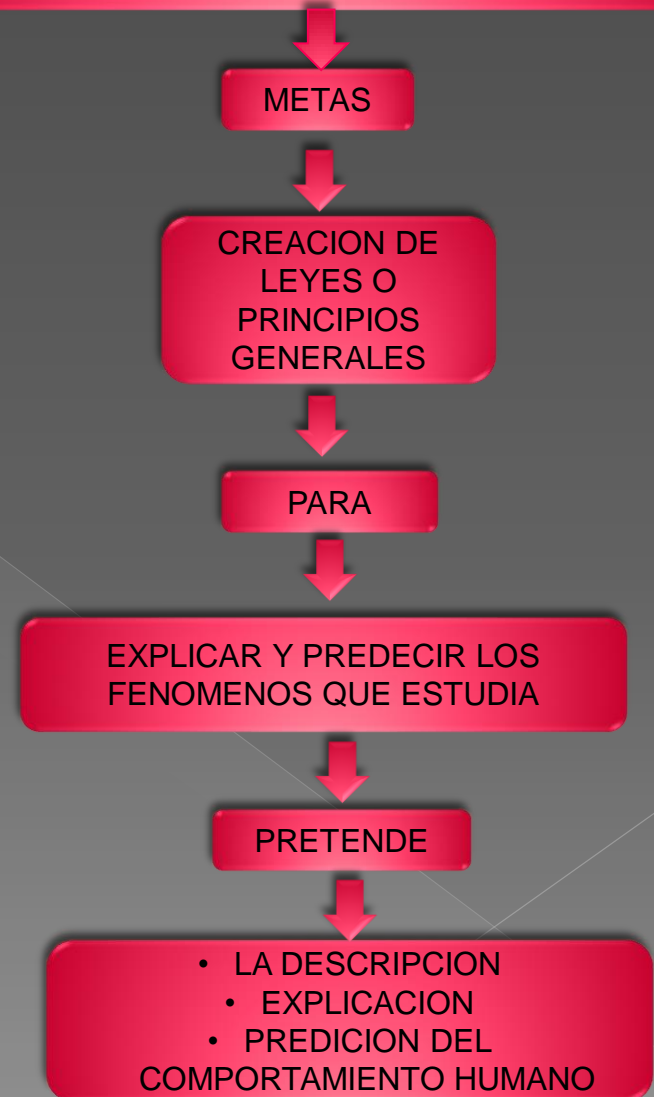 METAS
CREACION DE
LEYES O
PRINCIPIOS
GENERALES
PARA
EXPLICAR Y PREDECIR LOS
FENOMENOS QUE ESTUDIA
PRETENDE
• LA DESCRIPCION
• EXPLICACION
• PREDICION DEL
COMPORTAMIENTO HUMANO